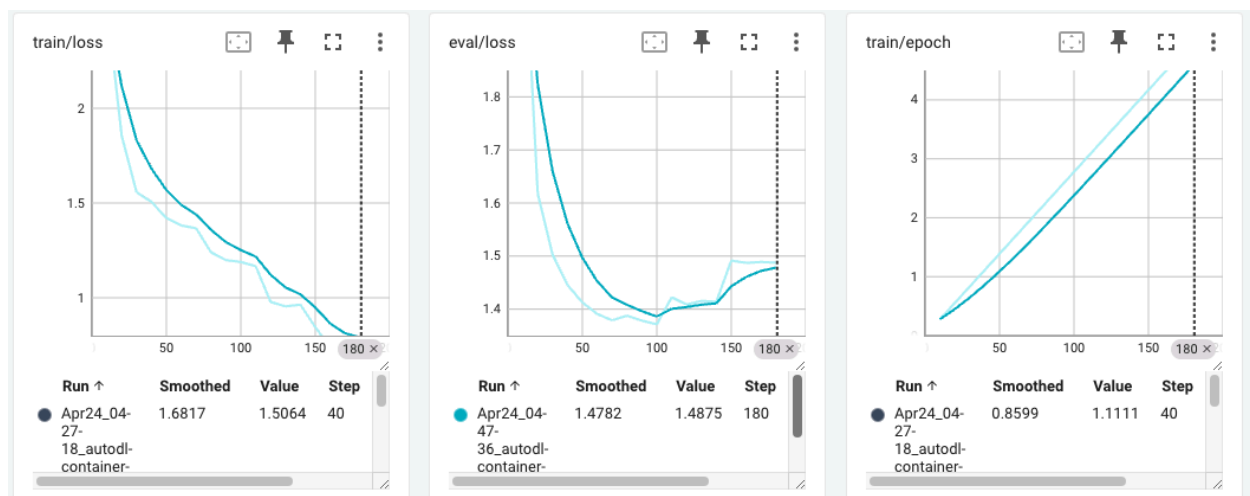 train/loss
eval/loss
train/epoch
2
1.5
1
50
100
150
180 ×
Run ↑ Smoothed Value Step
Apr24_04-
27-
18_autodl-
container-
1.6817 1.5064 40
1.8
1.7
1.6
1.5
1.4
50
100
150
180 ×
Run ↑ Smoothed Value Step
Apr24_04-
47-
36_autodl-
container-
1.4782 1.4875 180
4
3
2
1
50
100
150
180 ×
Run ↑ Smoothed Value Step
Apr24_04-
27-
18_autodl-
container-
0.8599 1.1111 40